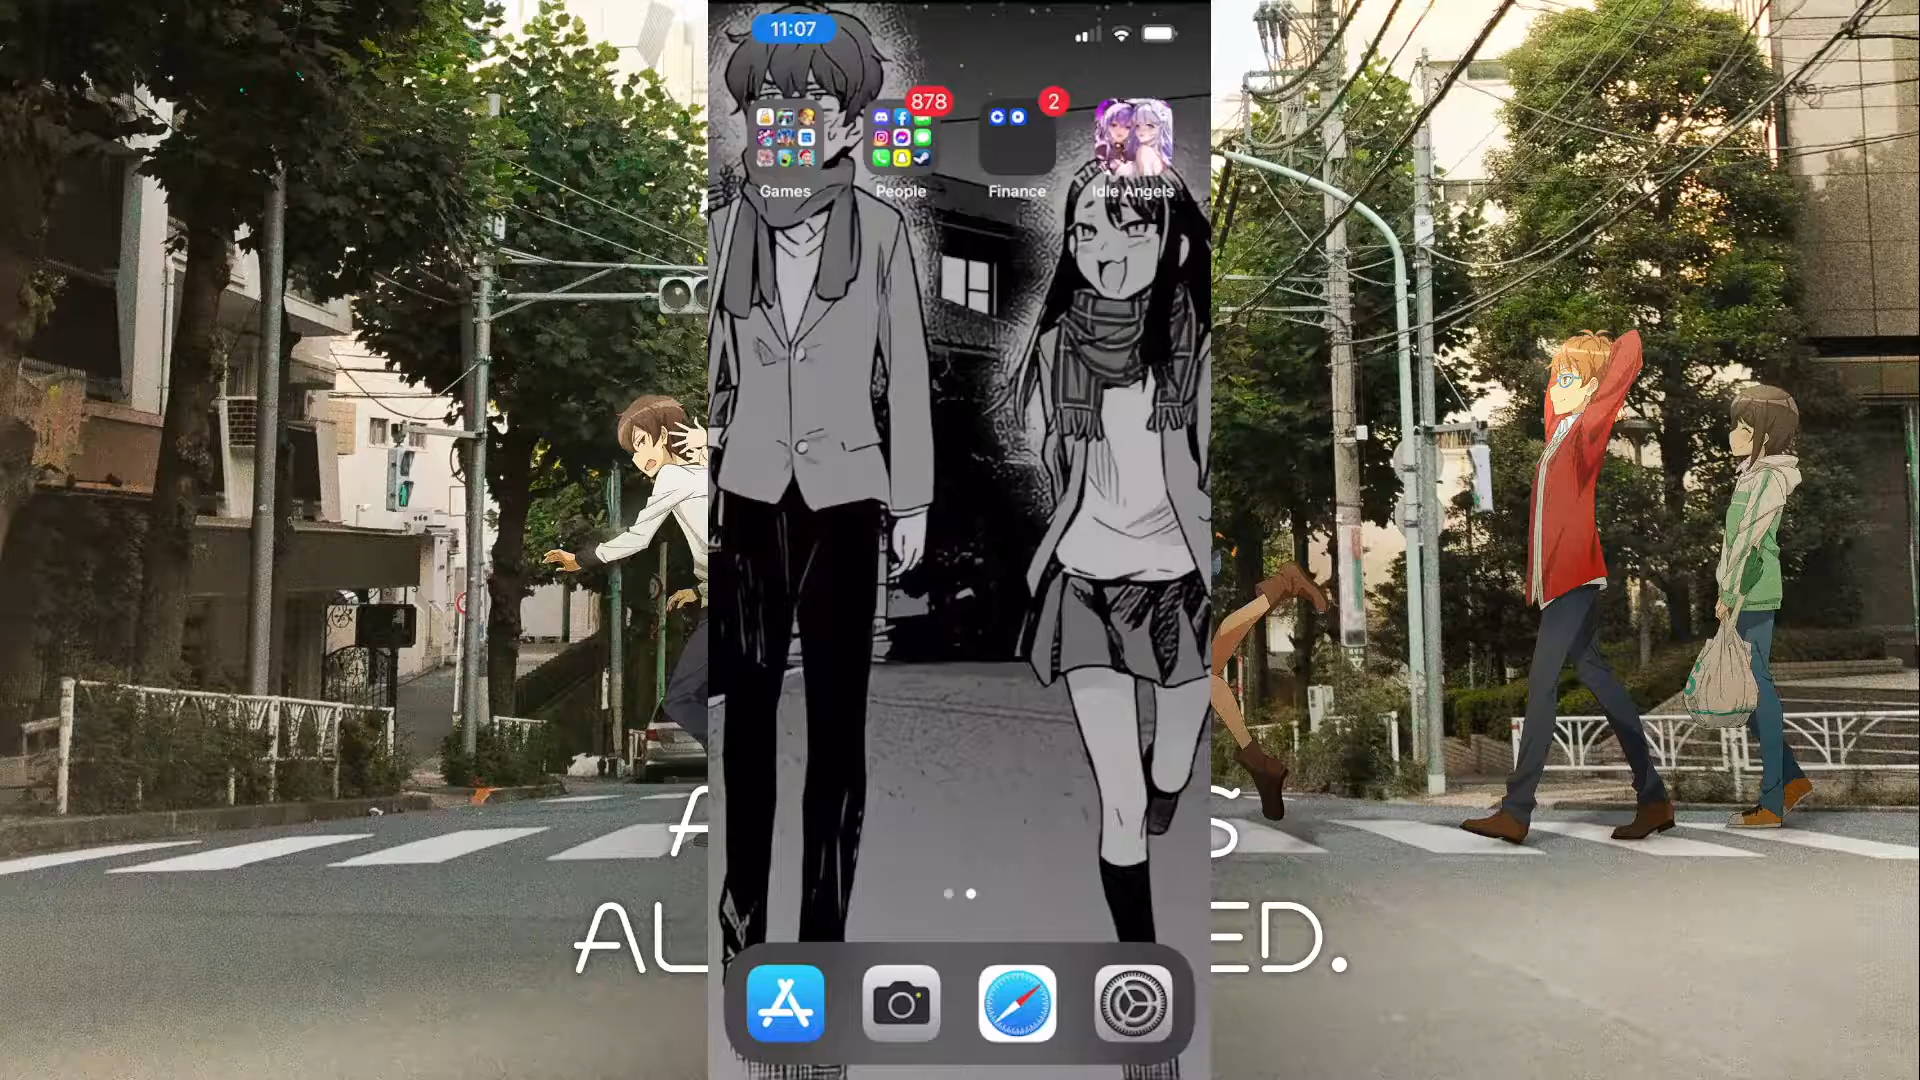 11:07
878
2
Games
People
Finance
Idle Angels
A
S
AL
ED.